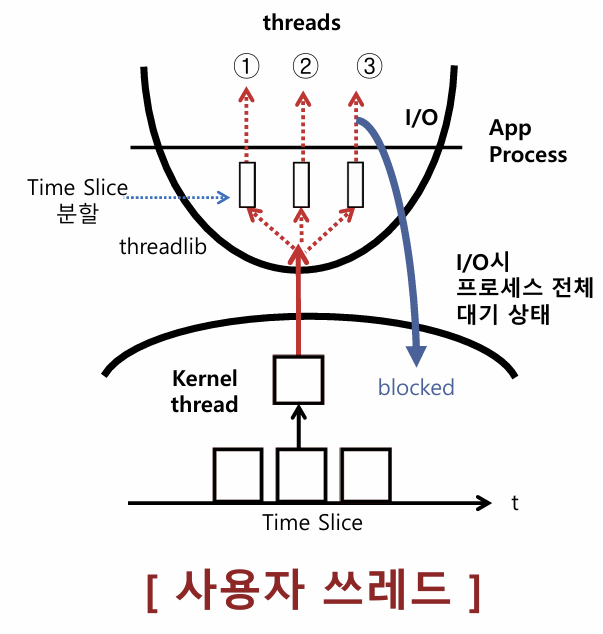 threads
① ② ③
I/O
App
Process
Time Slice
분할
threadlib
I/O시
프로세스 전체
대기 상태
Kernel
thread
blocked
t
Time Slice
[ 사용자 쓰레드 ]